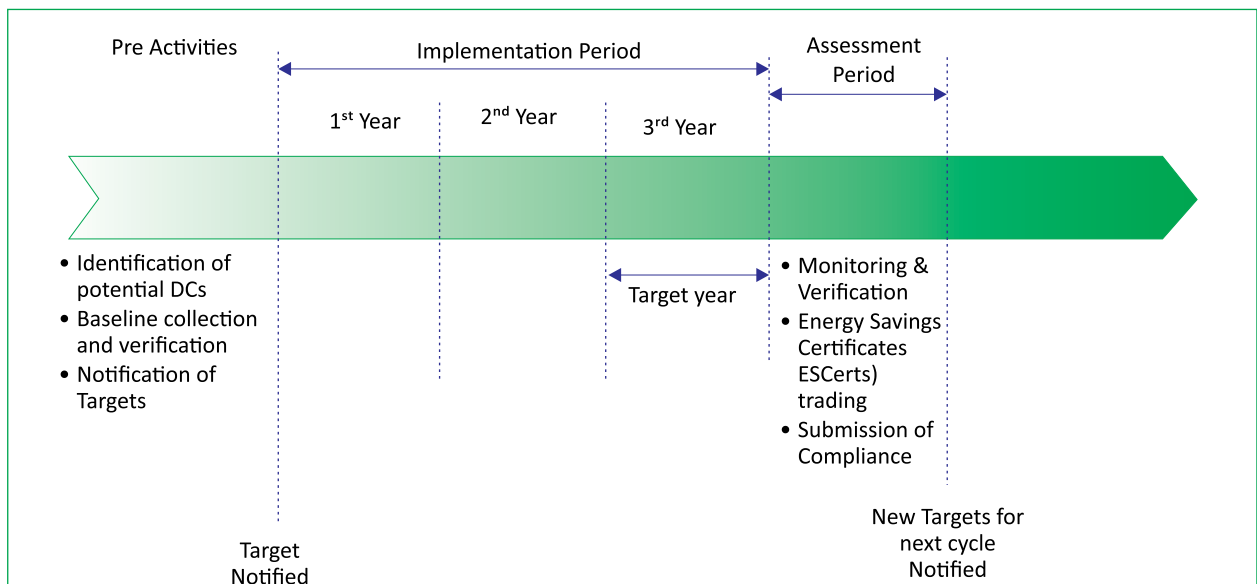 Pre Activities
Implementation Period
Assessment
Period
1st Year
2nd Year
3rd Year
• Identification of
potential DCs
• Baseline collection
and verification
• Notification of
Targets
Target year
• Monitoring &
Verification
• Energy Savings
Certificates
ESCerts)
trading
• Submission of
Compliance
Target
Notified
New Targets for
next cycle
Notified